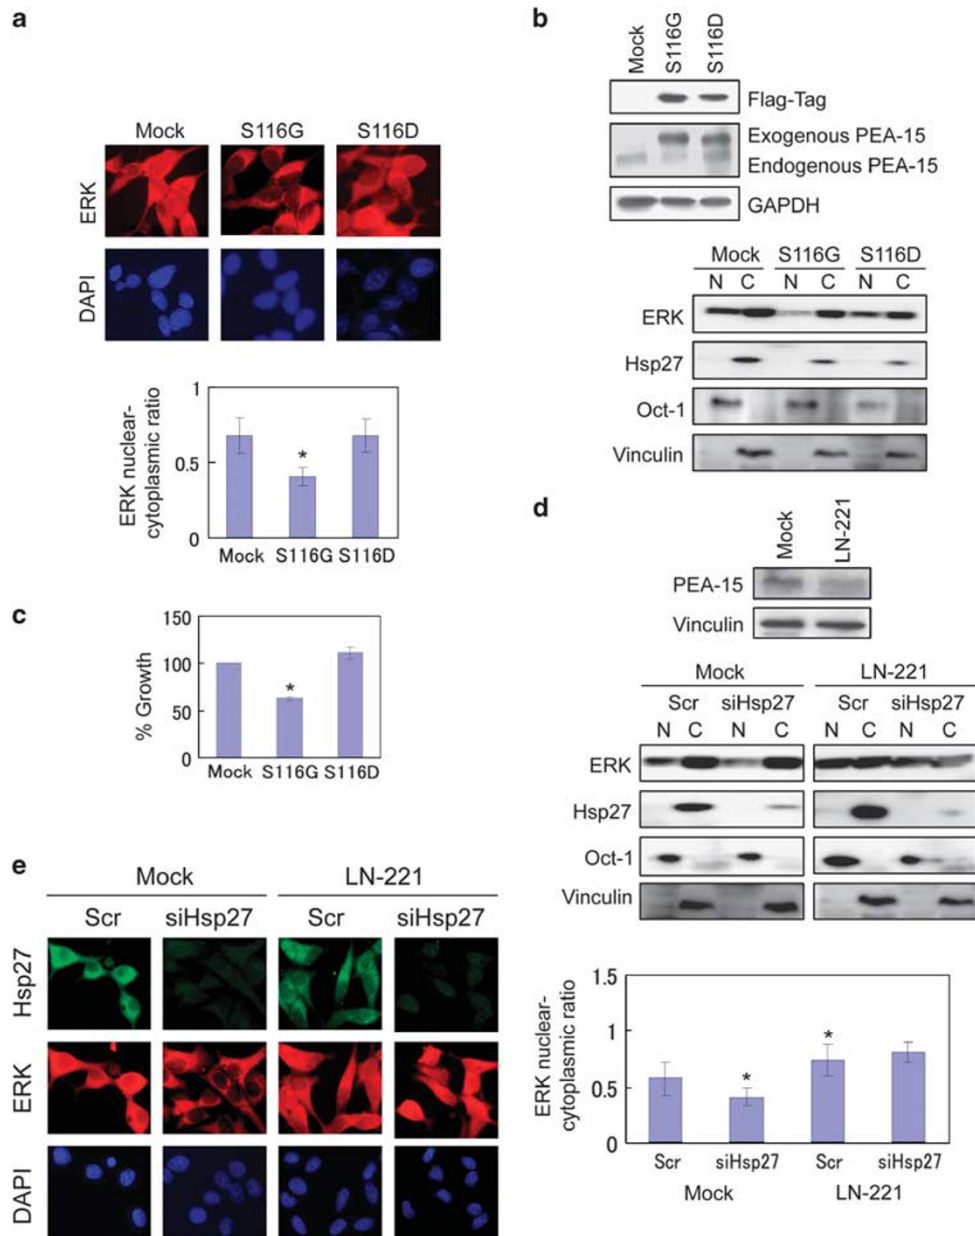 a
Mock S116G S116D
ERK
DAPI
1
0.5
0
ERK nuclear-
cytoplasmic ratio
*
Mock S116G S116D
b
Mock S116G S116D
Flag-Tag
Exogenous PEA-15
Endogenous PEA-15
GAPDH
Mock S116G S116D
N C N C N C
ERK
Hsp27
Oct-1
Vinculin
c
150
100
50
0
% Growth
*
Mock S116G S116D
d
Mock LN-221
PEA-15
Vinculin
Mock LN-221
Scr siHsp27 Scr siHsp27
N C N C N C N C
ERK
Hsp27
Oct-1
Vinculin
1.5
1
0.5
0
ERK nuclear-
cytoplasmic ratio
* *
Scr siHsp27 Scr siHsp27
Mock LN-221
e
Mock LN-221
Scr siHsp27 Scr siHsp27
Hsp27
ERK
DAPI